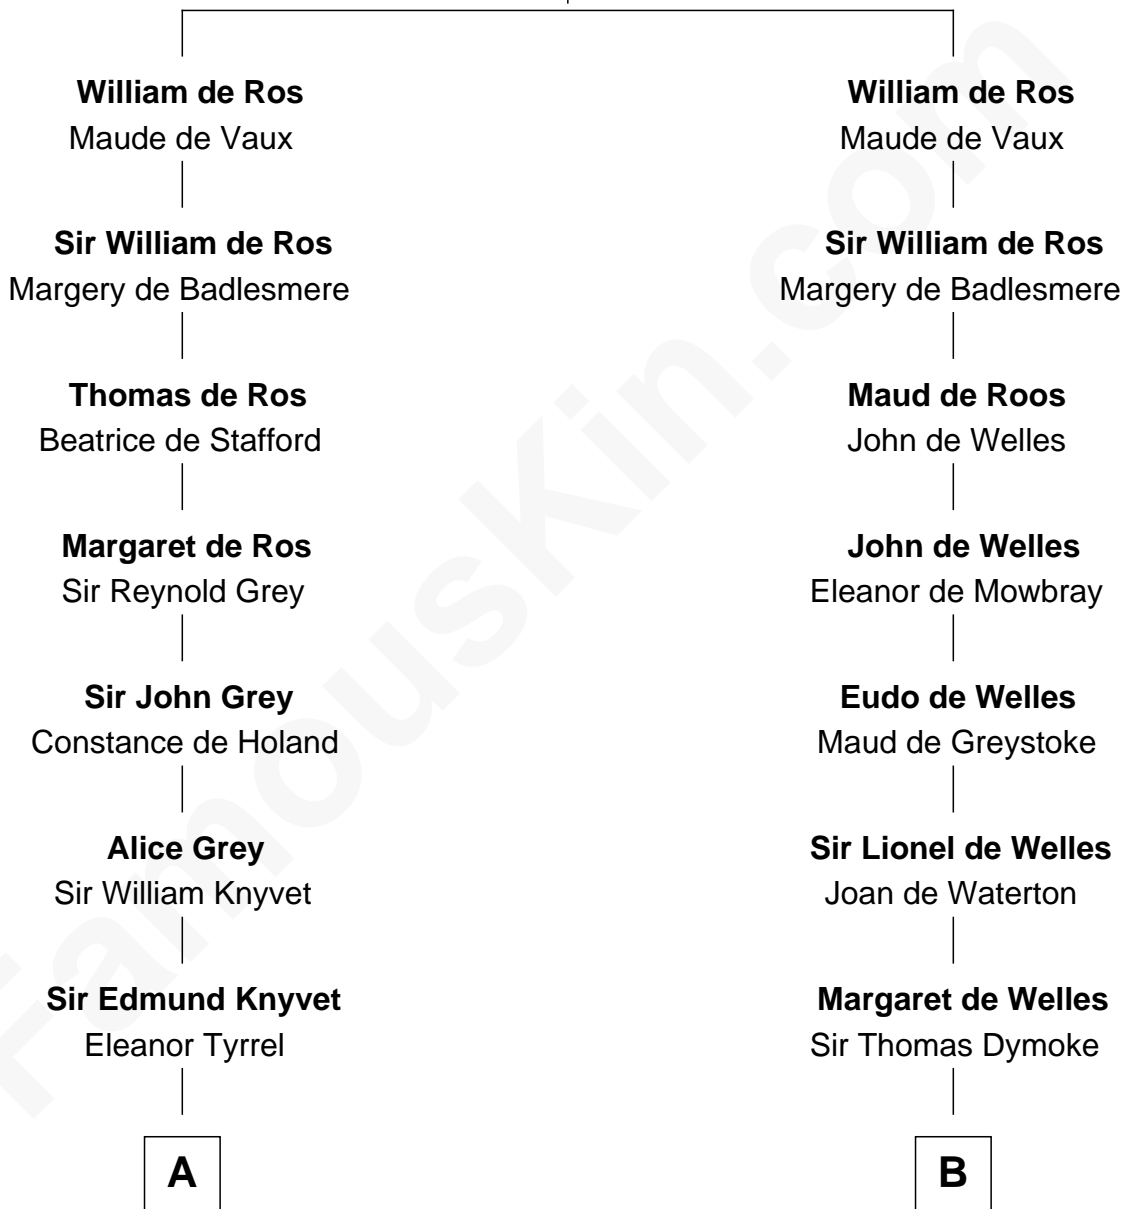 William de Ros
Maude de Vaux
Sir William de Ros
Margery de Badlesmere
Thomas de Ros
Beatrice de Stafford
Margaret de Ros
Sir Reynold Grey
Sir John Grey
Constance de Holand
Alice Grey
Sir William Knyvet
Sir Edmund Knyvet
Eleanor Tyrrel
A
William de Ros
Maude de Vaux
Sir William de Ros
Margery de Badlesmere
Maud de Roos
John de Welles
John de Welles
Eleanor de Mowbray
Eudo de Welles
Maud de Greystoke
Sir Lionel de Welles
Joan de Waterton
Margaret de Welles
Sir Thomas Dymoke
B
FamousKin.com